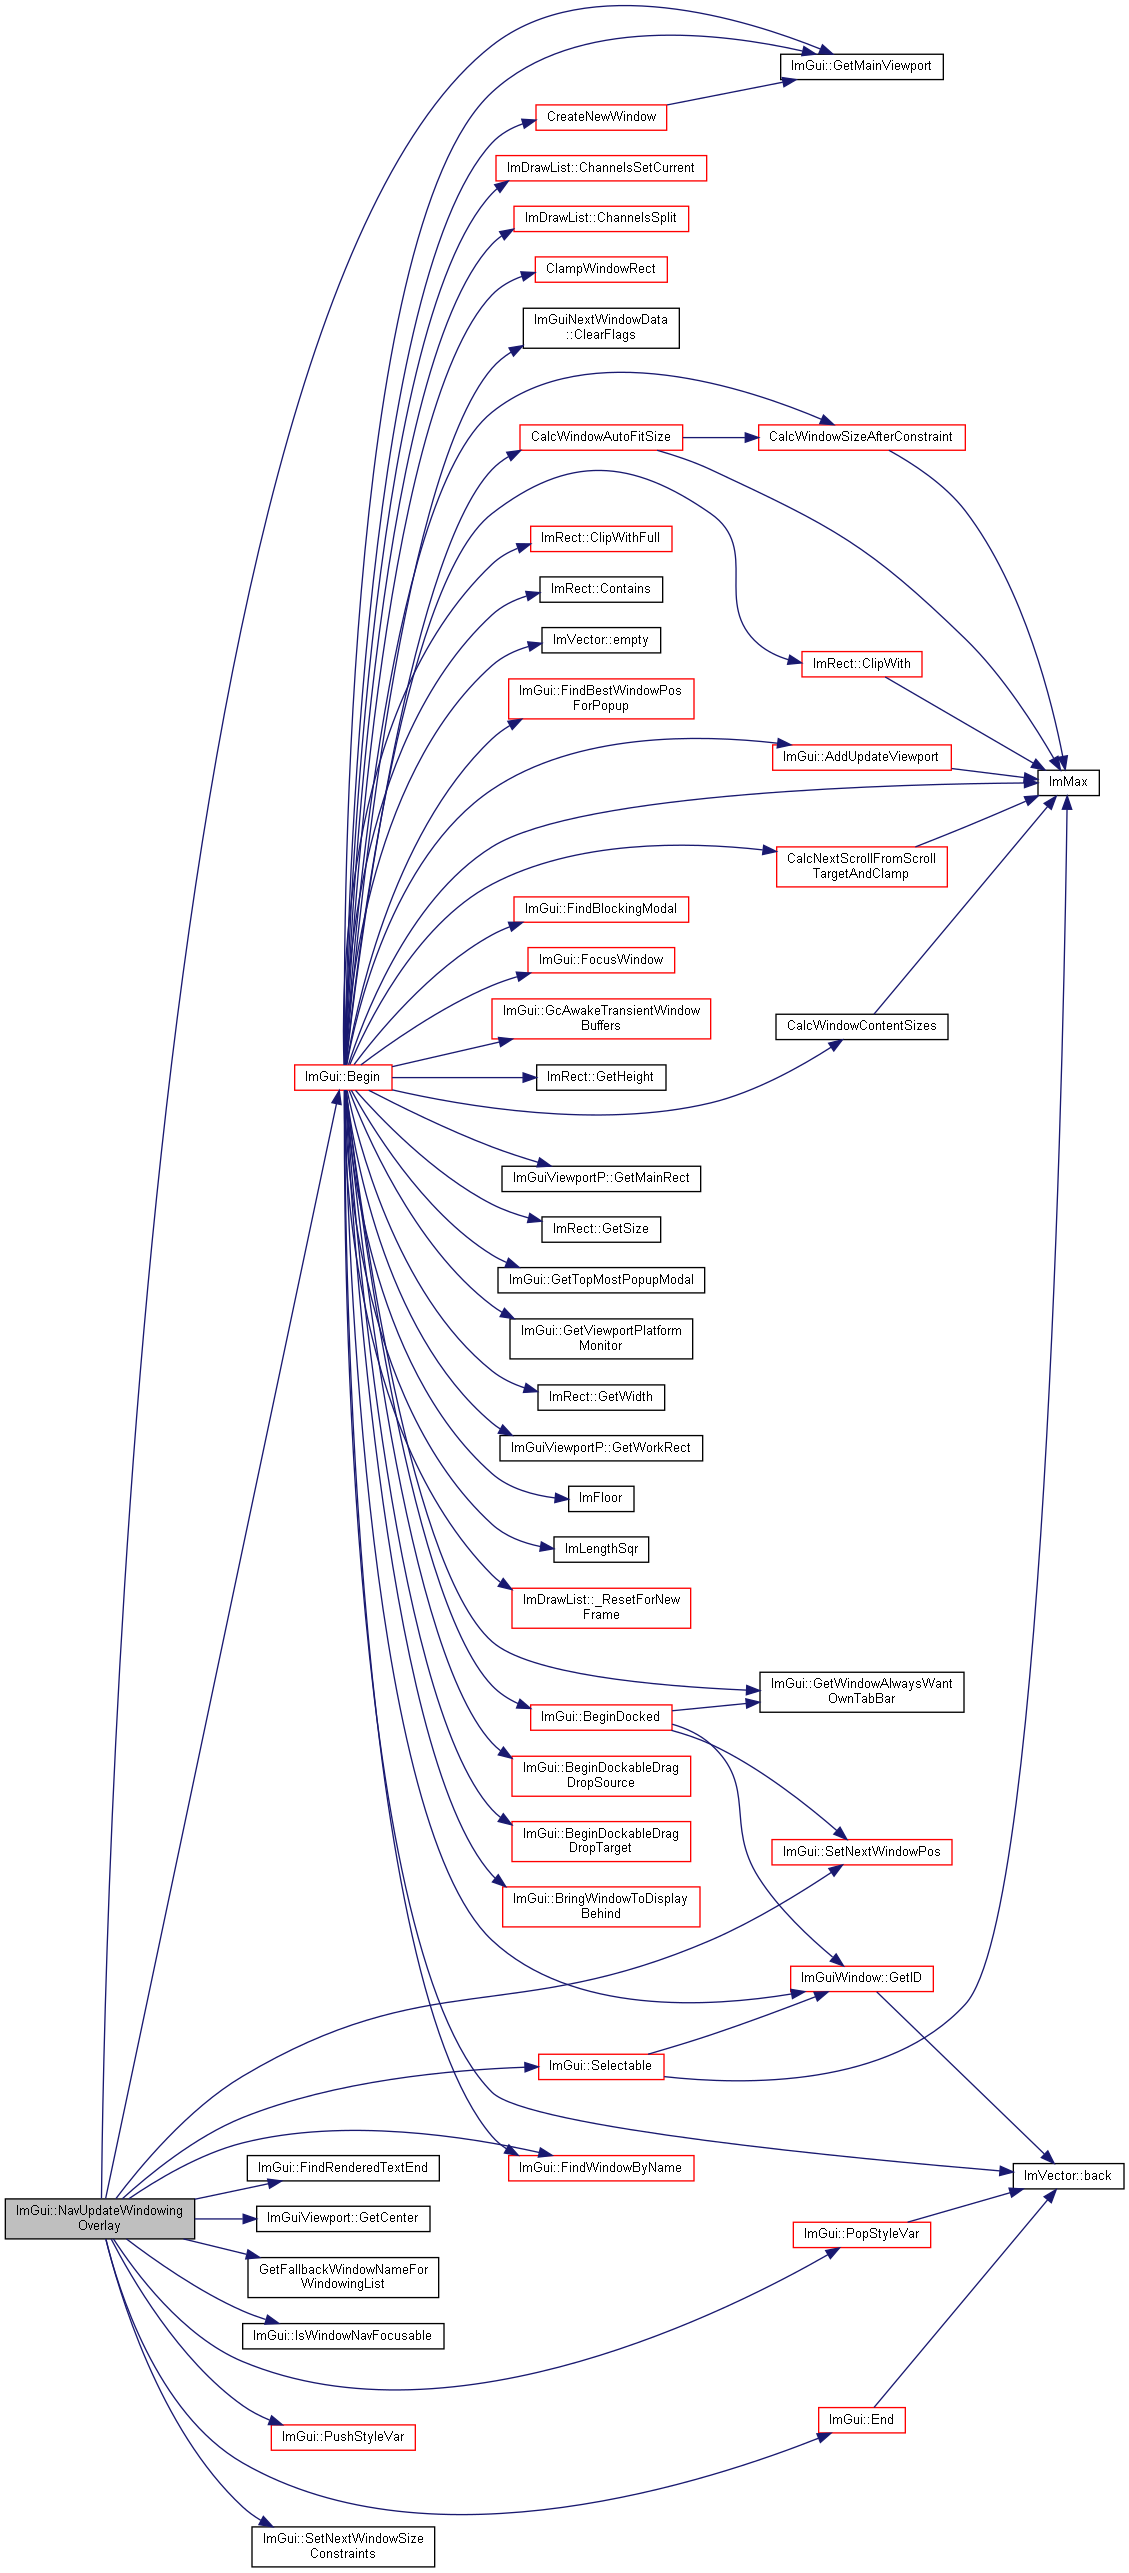 ImGui::GetMainViewport
CreateNewWindow
ImDrawList::ChannelsSetCurrent
ImDrawList::ChannelsSplit
ClampWindowRect
ImGuiNextWindowData
::ClearFlags
CalcWindowAutoFitSize
CalcWindowSizeAfterConstraint
ImRect::ClipWithFull
ImRect::Contains
ImVector::empty
ImRect::ClipWith
ImGui::FindBestWindowPos
ForPopup
ImGui::AddUpdateViewport
ImMax
CalcNextScrollFromScroll
TargetAndClamp
ImGui::FindBlockingModal
ImGui::FocusWindow
ImGui::GcAwakeTransientWindow
Buffers
CalcWindowContentSizes
ImGui::Begin
ImRect::GetHeight
ImGuiViewportP::GetMainRect
ImRect::GetSize
ImGui::GetTopMostPopupModal
ImGui::GetViewportPlatform
Monitor
ImRect::GetWidth
ImGuiViewportP::GetWorkRect
ImFloor
ImLengthSqr
ImDrawList::_ResetForNew
Frame
ImGui::GetWindowAlwaysWant
OwnTabBar
ImGui::BeginDocked
ImGui::BeginDockableDrag
DropSource
ImGui::BeginDockableDrag
DropTarget
ImGui::SetNextWindowPos
ImGui::BringWindowToDisplay
Behind
ImGuiWindow::GetID
ImGui::Selectable
ImGui::FindRenderedTextEnd
ImGui::FindWindowByName
ImVector::back
ImGui::NavUpdateWindowing
Overlay
ImGuiViewport::GetCenter
ImGui::PopStyleVar
GetFallbackWindowNameFor
WindowingList
ImGui::IsWindowNavFocusable
ImGui::PushStyleVar
ImGui::End
ImGui::SetNextWindowSize
Constraints